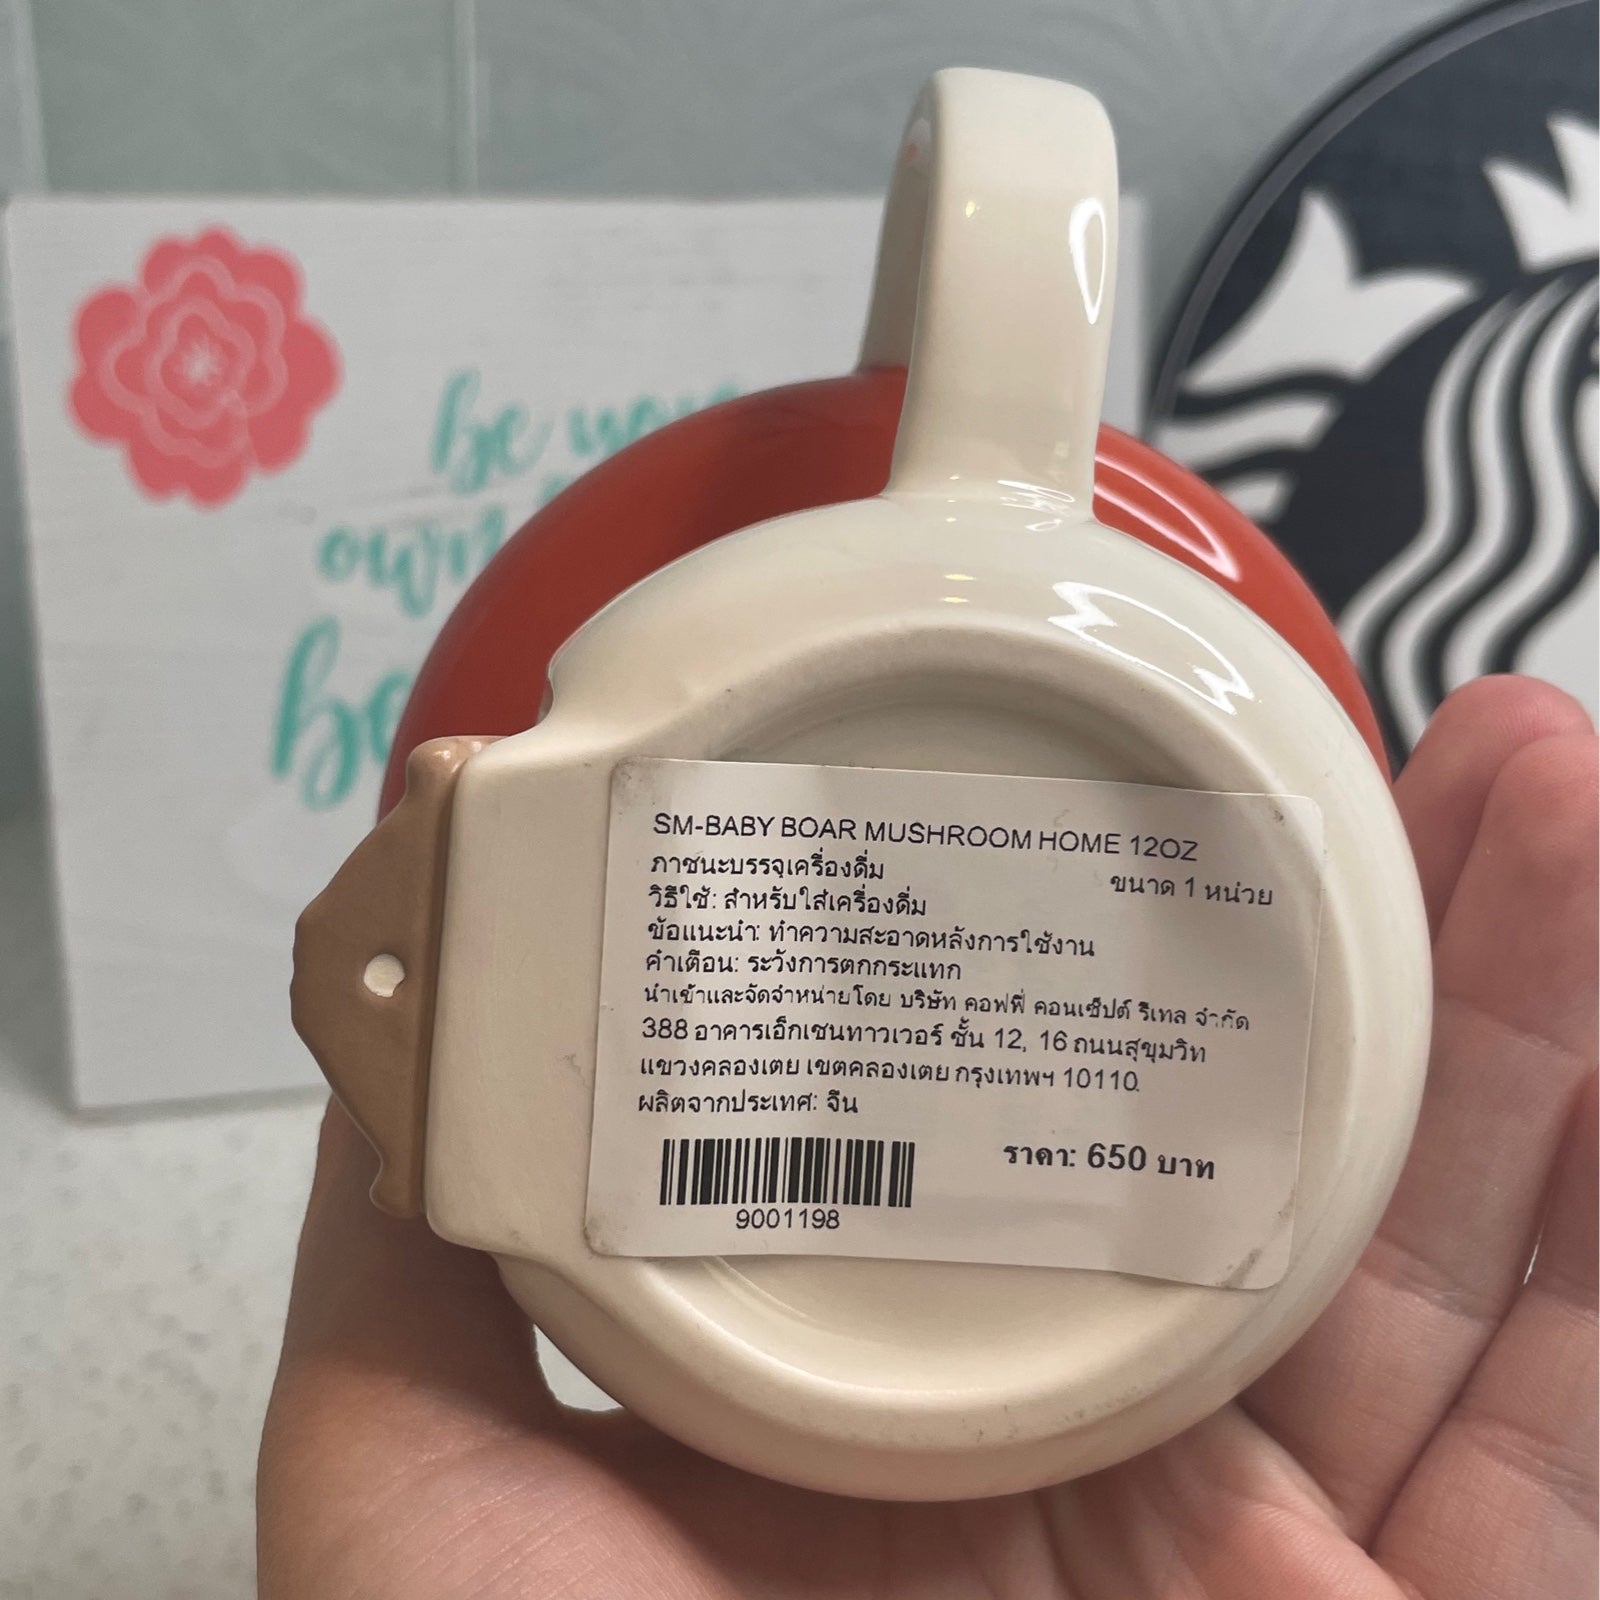 be your
own
be
SM-BABY BOAR MUSHROOM HOME 12OZ
ภาชนะบรรจุเครื่องดื่ม
ขนาด 1 หน่วย
วิธีใช้: สำหรับใส่เครื่องดื่ม
ข้อแนะนำ: ทำความสะอาดหลังการใช้งาน
คำเตือน: ระวังการตกกระแทก
นำเข้าและจัดจำหน่ายโดย บริษัท คอฟฟี่ คอนเซ็ปต์ รีเทล จำกัด
388 อาคารเอ็กเชนทาวเวอร์ ชั้น 12, 16 ถนนสุขุมวิท
แขวงคลองเตย เขตคลองเตย กรุงเทพฯ 10110.
ผลิตจากประเทศ: จีน
ราคา: 650 บาท
9001198